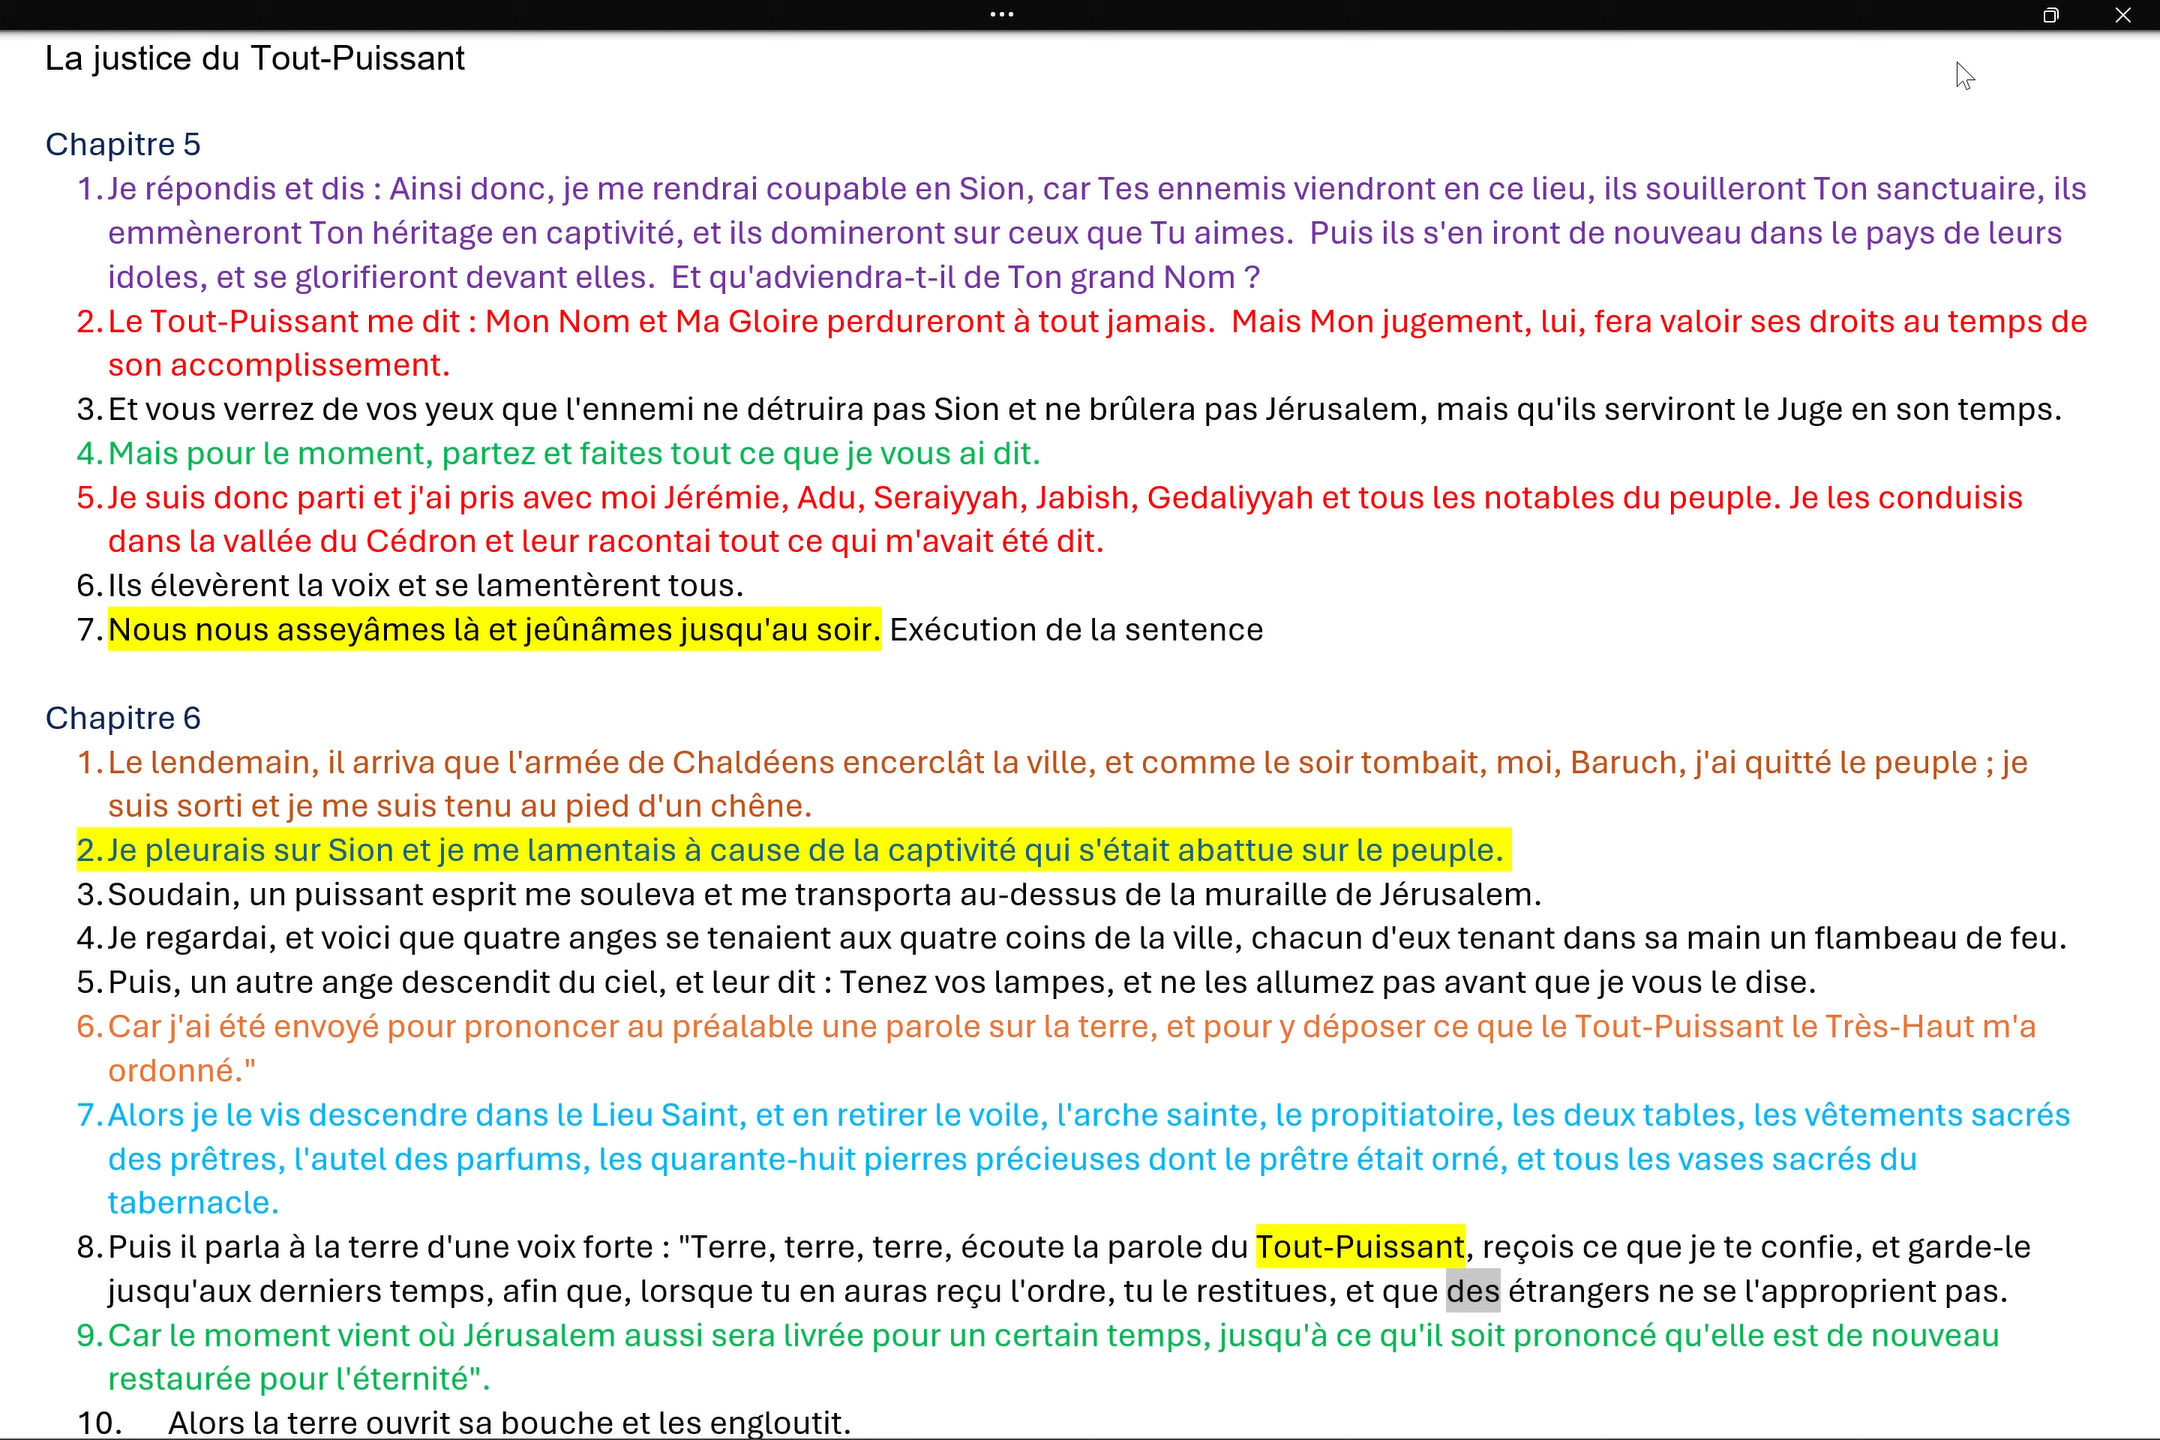 La justice du Tout-Puissant
Chapitre 5
1. Je répondis et dis : Ainsi donc, je me rendrai coupable en Sion, car Tes ennemis viendront en ce lieu, ils souilleront Ton sanctuaire, ils
emmèneront Ton héritage en captivité, et ils domineront sur ceux que Tu aimes.  Puis ils s'en iront de nouveau dans le pays de leurs
idoles, et se glorifieront devant elles.  Et qu'adviendra-t-il de Ton grand Nom ?
2. Le Tout-Puissant me dit : Mon Nom et Ma Gloire perdureront à tout jamais.  Mais Mon jugement, lui, fera valoir ses droits au temps de
son accomplissement.
3. Et vous verrez de vos yeux que l'ennemi ne détruira pas Sion et ne brûlera pas Jérusalem, mais qu'ils serviront le Juge en son temps.
4. Mais pour le moment, partez et faites tout ce que je vous ai dit.
5. Je suis donc parti et j'ai pris avec moi Jérémie, Adu, Seraiyyah, Jabish, Gedaliyyah et tous les notables du peuple. Je les conduisis
dans la vallée du Cédron et leur racontai tout ce qui m'avait été dit.
6. Ils élevèrent la voix et se lamentèrent tous.
7. Nous nous asseyâmes là et jeûnâmes jusqu'au soir. Exécution de la sentence
Chapitre 6
1. Le lendemain, il arriva que l'armée de Chaldéens encerclât la ville, et comme le soir tombait, moi, Baruch, j'ai quitté le peuple ; je
suis sorti et je me suis tenu au pied d'un chêne.
2. Je pleurais sur Sion et je me lamentais à cause de la captivité qui s'était abattue sur le peuple.
3. Soudain, un puissant esprit me souleva et me transporta au-dessus de la muraille de Jérusalem.
4. Je regardai, et voici que quatre anges se tenaient aux quatre coins de la ville, chacun d'eux tenant dans sa main un flambeau de feu.
5. Puis, un autre ange descendit du ciel, et leur dit : Tenez vos lampes, et ne les allumez pas avant que je vous le dise.
6. Car j'ai été envoyé pour prononcer au préalable une parole sur la terre, et pour y déposer ce que le Tout-Puissant le Très-Haut m'a
ordonné."
7. Alors je le vis descendre dans le Lieu Saint, et en retirer le voile, l'arche sainte, le propitiatoire, les deux tables, les vêtements sacrés
des prêtres, l'autel des parfums, les quarante-huit pierres précieuses dont le prêtre était orné, et tous les vases sacrés du
tabernacle.
8. Puis il parla à la terre d'une voix forte : "Terre, terre, terre, écoute la parole du Tout-Puissant, reçois ce que je te confie, et garde-le
jusqu'aux derniers temps, afin que, lorsque tu en auras reçu l'ordre, tu le restitues, et que des étrangers ne se l'approprient pas.
9. Car le moment vient où Jérusalem aussi sera livrée pour un certain temps, jusqu'à ce qu'il soit prononcé qu'elle est de nouveau
restaurée pour l'éternité".
10. Alors la terre ouvrit sa bouche et les engloutit.